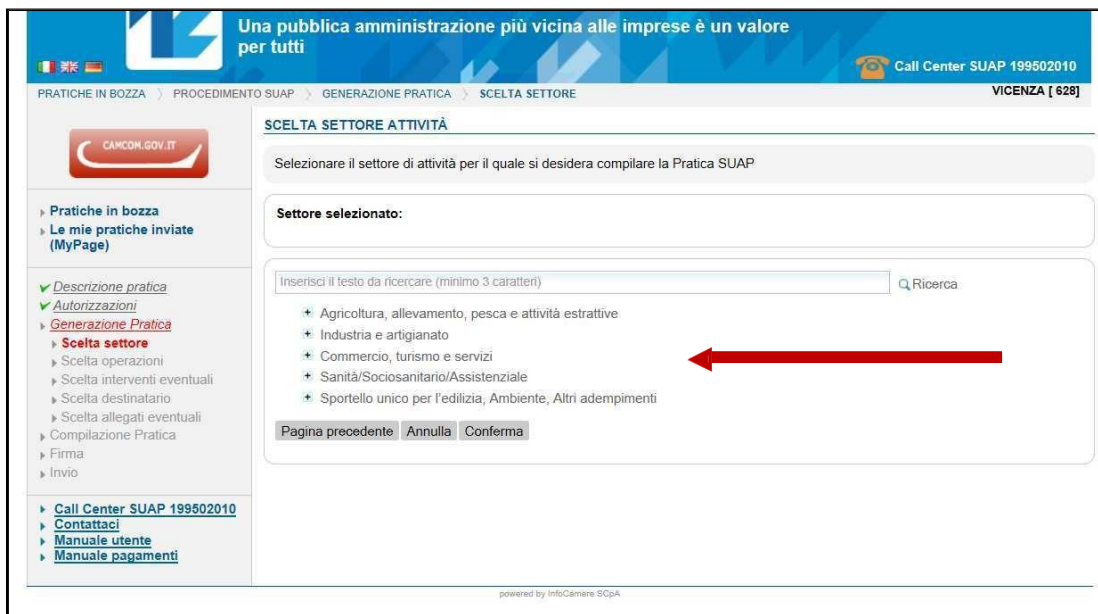 Una pubblica amministrazione più vicina alle imprese è un valore
per tutti
Call Center SUAP 199502010
PRATICHE IN BOZZA 〉 PROCEDIMENTO SUAP 〉 GENERAZIONE PRATICA 〉 SCELTA SETTORE
VICENZA [ 628]
CAMCOM.GOV.IT
Pratiche in bozza
Le mie pratiche inviate
(MyPage)
Descrizione pratica
Autorizzazioni
Generazione Pratica
Scelta settore
Scelta operazioni
Scelta interventi eventuali
Scelta destinatario
Scelta allegati eventuali
Compilazione Pratica
Firma
Invio
Call Center SUAP 199502010
Contattaci
Manuale utente
Manuale pagamenti
SCELTA SETTORE ATTIVITÀ
Selezionare il settore di attività per il quale si desidera compilare la Pratica SUAP
Settore selezionato:
Inserisci il testo da ricercare (minimo 3 caratteri)
Ricerca
Agricoltura, allevamento, pesca e attività estrattive
Industria e artigianato
Commercio, turismo e servizi
Sanità/Sociosanitario/Assistenziale
Sportello unico per l'edilizia, Ambiente, Altri adempimenti
Pagina precedente Annulla Conferma
powered by InfoCamere SCpA